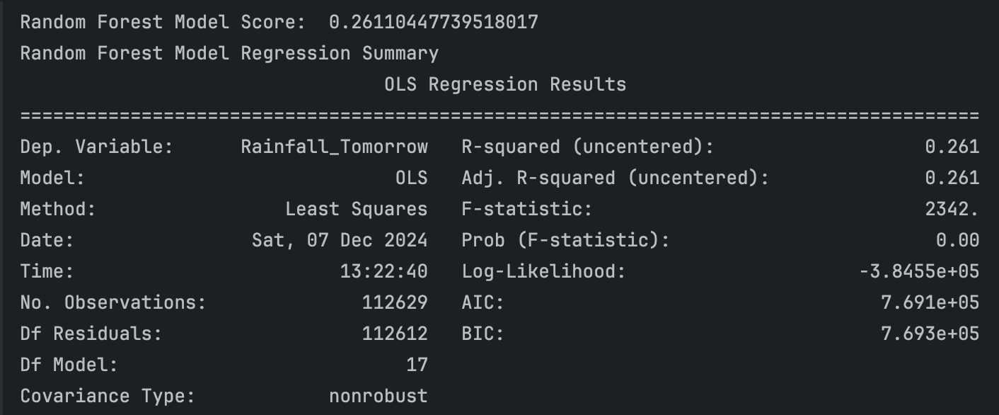 Random Forest Model Score:  0.26110447739518017
Random Forest Model Regression Summary
                                 OLS Regression Results
=======================================================================================
Dep. Variable:      Rainfall_Tomorrow   R-squared (uncentered):                   0.261
Model:                            OLS   Adj. R-squared (uncentered):              0.261
Method:                 Least Squares   F-statistic:                              2342.
Date:                Sat, 07 Dec 2024   Prob (F-statistic):                        0.00
Time:                        13:22:40   Log-Likelihood:                     -3.8455e+05
No. Observations:              112629   AIC:                                  7.691e+05
Df Residuals:                  112612   BIC:                                  7.693e+05
Df Model:                          17
Covariance Type:            nonrobust